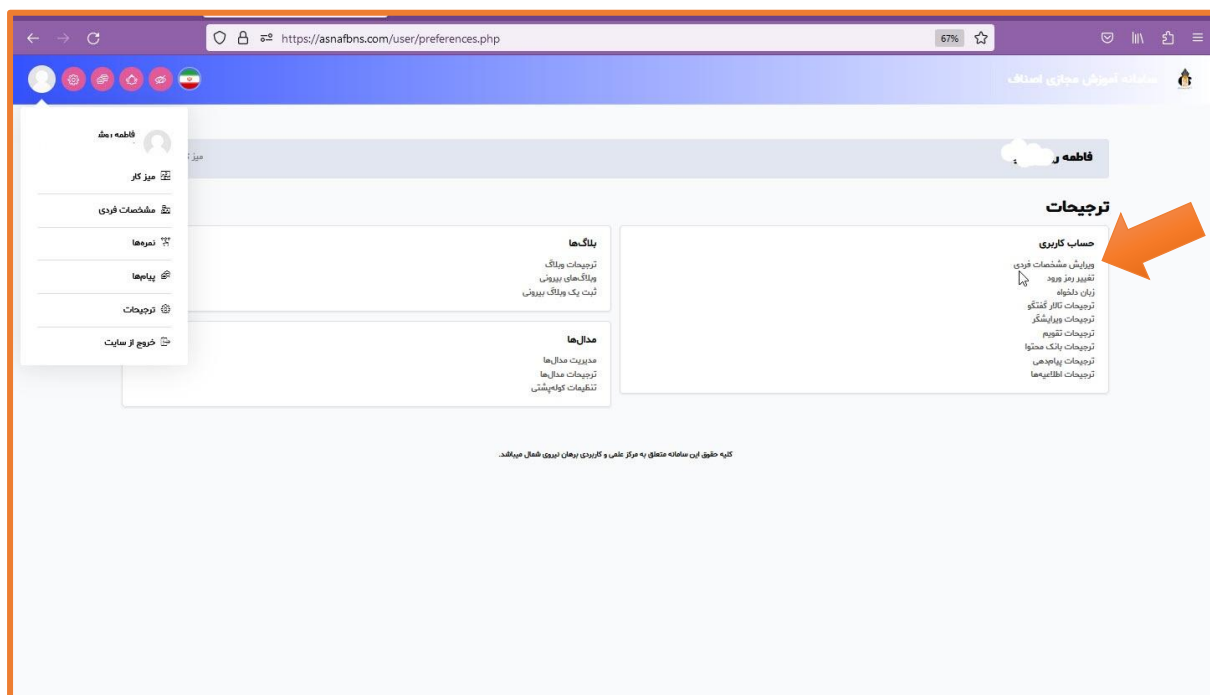 https://asnafbns.com/user/preferences.php
67%
سامانه آموزش مجازی اصناف
فاطمه
میز کار
مشخصات فردی
نمره‌ها
پیام‌ها
ترجیحات
خروج از سایت
فاطمه ر
میز
ترجیحات
حساب کاربری
ویرایش مشخصات فردی
تغییر رمز ورود
زبان دلخواه
ترجیحات تالار گفتگو
ترجیحات ویرایشگر
ترجیحات تقویم
ترجیحات بانک محتوا
ترجیحات پیام‌دهی
ترجیحات اطلاعیه‌ها
بلاگ‌ها
ترجیحات وبلاگ
وبلاگ‌های بیرونی
ثبت یک وبلاگ بیرونی
مدال‌ها
مدیریت مدال‌ها
ترجیحات مدال‌ها
تنظیمات کوله‌پشتی
کلیه حقوق این سامانه متعلق به مرکز علمی و کاربردی برهان نیروی شمال میباشد.